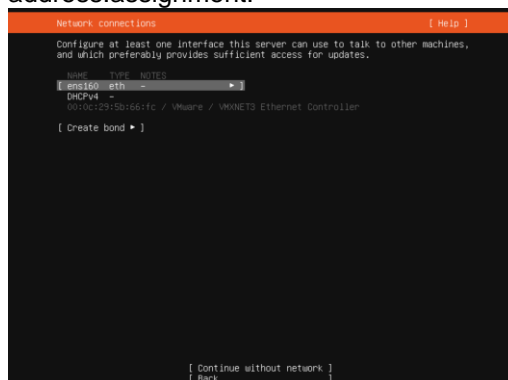 address.assignment.
Network connections [ Help ]
Configure at least one interface this server can use to talk to other machines,
and which preferably provides sufficient access for updates.
NAME TYPE NOTES
[ ens160 eth - ▸ ]
DHCPv4 -
00:0c:29:5b:66:fc / VMware / VMXNET3 Ethernet Controller
[ Create bond ▸ ]
[ Continue without network ]
[ Back ]